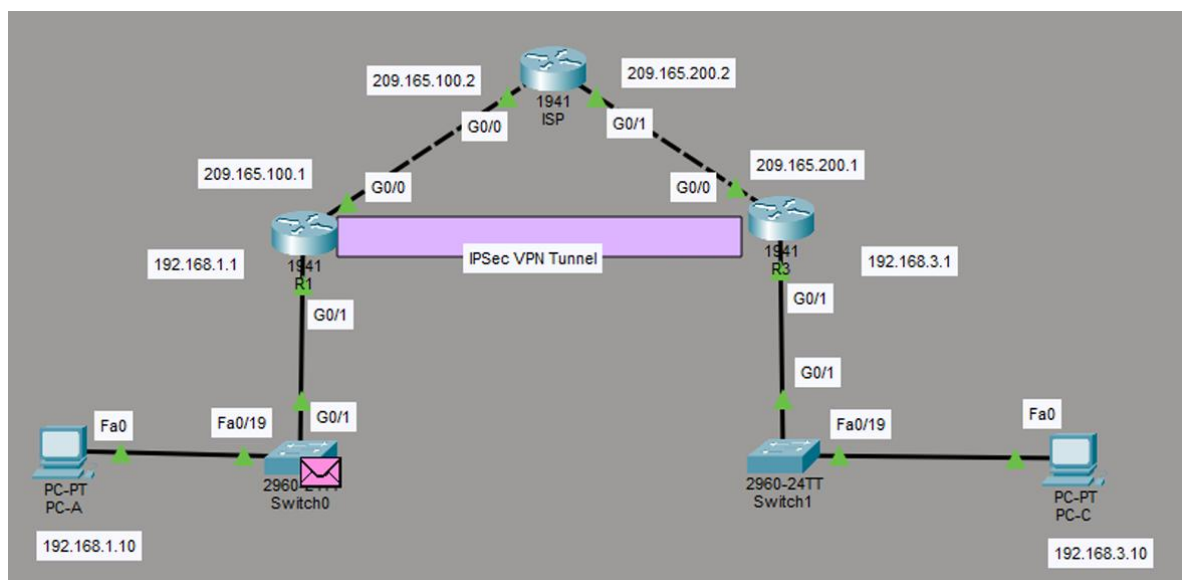 209.165.100.2
209.165.200.2
1941
ISP
G0/0
G0/1
209.165.100.1
G0/0
G0/0
209.165.200.1
192.168.1.1
1941
R1
IPSec VPN Tunnel
1941
R3
192.168.3.1
G0/1
G0/1
G0/1
G0/1
Fa0
Fa0/19
Fa0/19
Fa0
PC-PT
PC-A
Switch0
2960-24TT
Switch1
PC-PT
PC-C
192.168.1.10
192.168.3.10